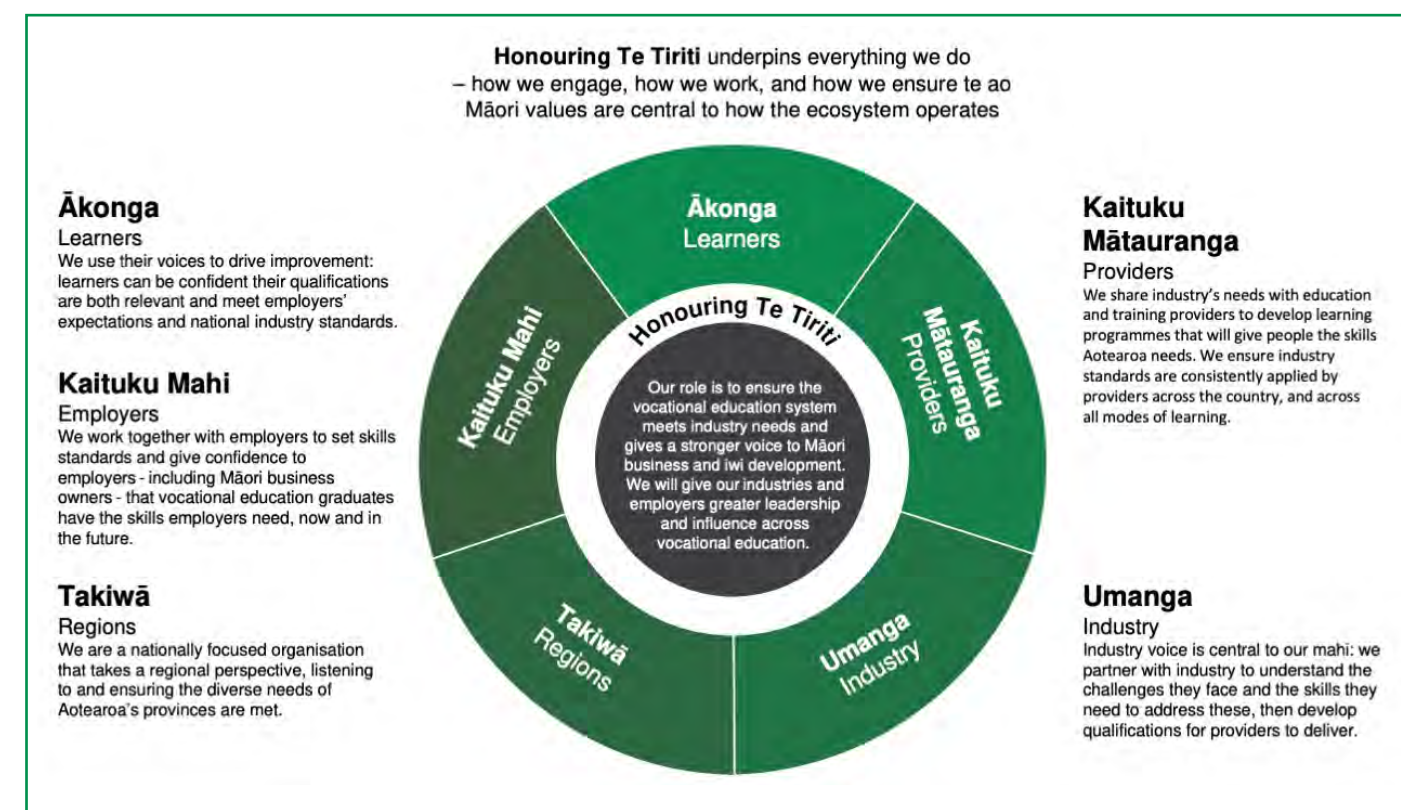 Honouring Te Tiriti underpins everything we do
– how we engage, how we work, and how we ensure te ao
Māori values are central to how the ecosystem operates
Ākonga
Learners
We use their voices to drive improvement:
learners can be confident their qualifications
are both relevant and meet employers'
expectations and national industry standards.
Kaituku Mahi
Employers
We work together with employers to set skills
standards and give confidence to
employers - including Māori business
owners - that vocational education graduates
have the skills employers need, now and in
the future.
Takiwā
Regions
We are a nationally focused organisation
that takes a regional perspective, listening
to and ensuring the diverse needs of
Aotearoa's provinces are met.
Ākonga
Learners
Kaituku
Mātauranga
Providers
Umanga
Industry
Takiwā
Regions
Kaituku Mahi
Employers
Honouring Te Tiriti
Our role is to ensure the
vocational education system
meets industry needs and
gives a stronger voice to Māori
business and iwi development.
We will give our industries and
employers greater leadership
and influence across
vocational education.
Kaituku
Mātauranga
Providers
We share industry's needs with education
and training providers to develop learning
programmes that will give people the skills
Aotearoa needs. We ensure industry
standards are consistently applied by
providers across the country, and across
all modes of learning.
Umanga
Industry
Industry voice is central to our mahi: we
partner with industry to understand the
challenges they face and the skills they
need to address these, then develop
qualifications for providers to deliver.